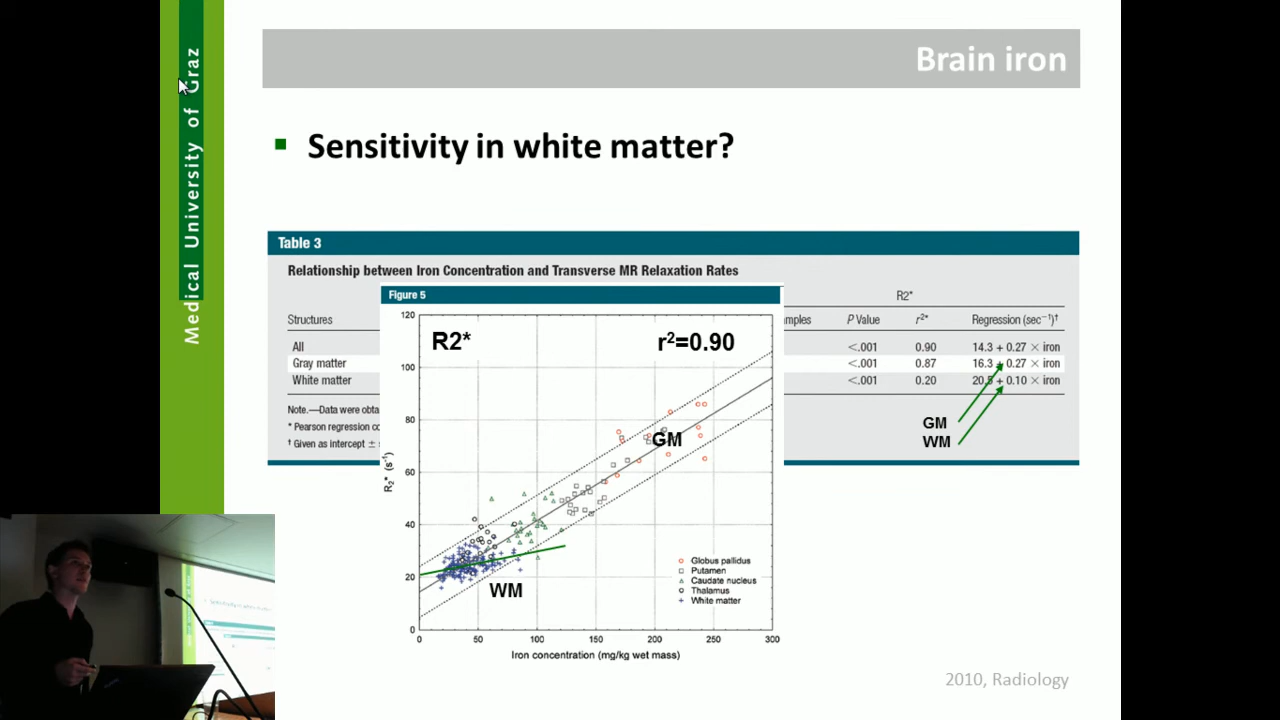 Medical University of Graz
Brain iron
Sensitivity in white matter?
Table 3
Relationship between Iron Concentration and Transverse MR Relaxation Rates
R2*
Structures mples P Value r²* Regression (sec⁻¹)†
All <.001 0.90 14.3 + 0.27 × iron
Gray matter <.001 0.87 16.3 + 0.27 × iron
White matter <.001 0.20 20.5 + 0.10 × iron
Note.—Data were obta
* Pearson regression co
† Given as intercept ± s
GM
WM
Figure 5
R2*
r²=0.90
GM
WM
R₂* (s⁻¹)
120
100
80
60
40
20
0
0 50 100 150 200 250 300
Iron concentration (mg/kg wet mass)
Globus pallidus
Putamen
Caudate nucleus
Thalamus
White matter
2010, Radiology